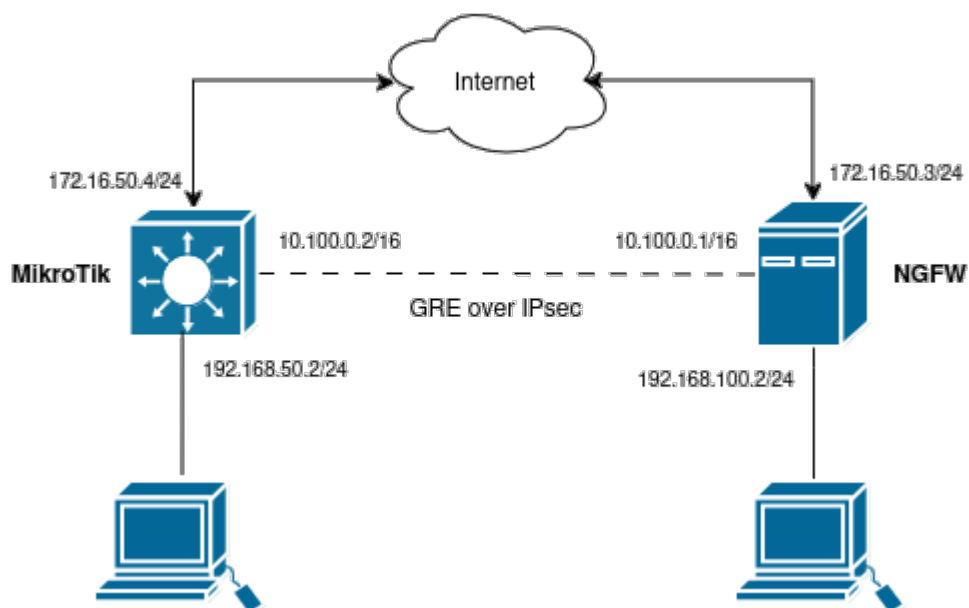 Internet
172.16.50.4/24
172.16.50.3/24
10.100.0.2/16
10.100.0.1/16
MikroTik
NGFW
GRE over IPsec
192.168.50.2/24
192.168.100.2/24